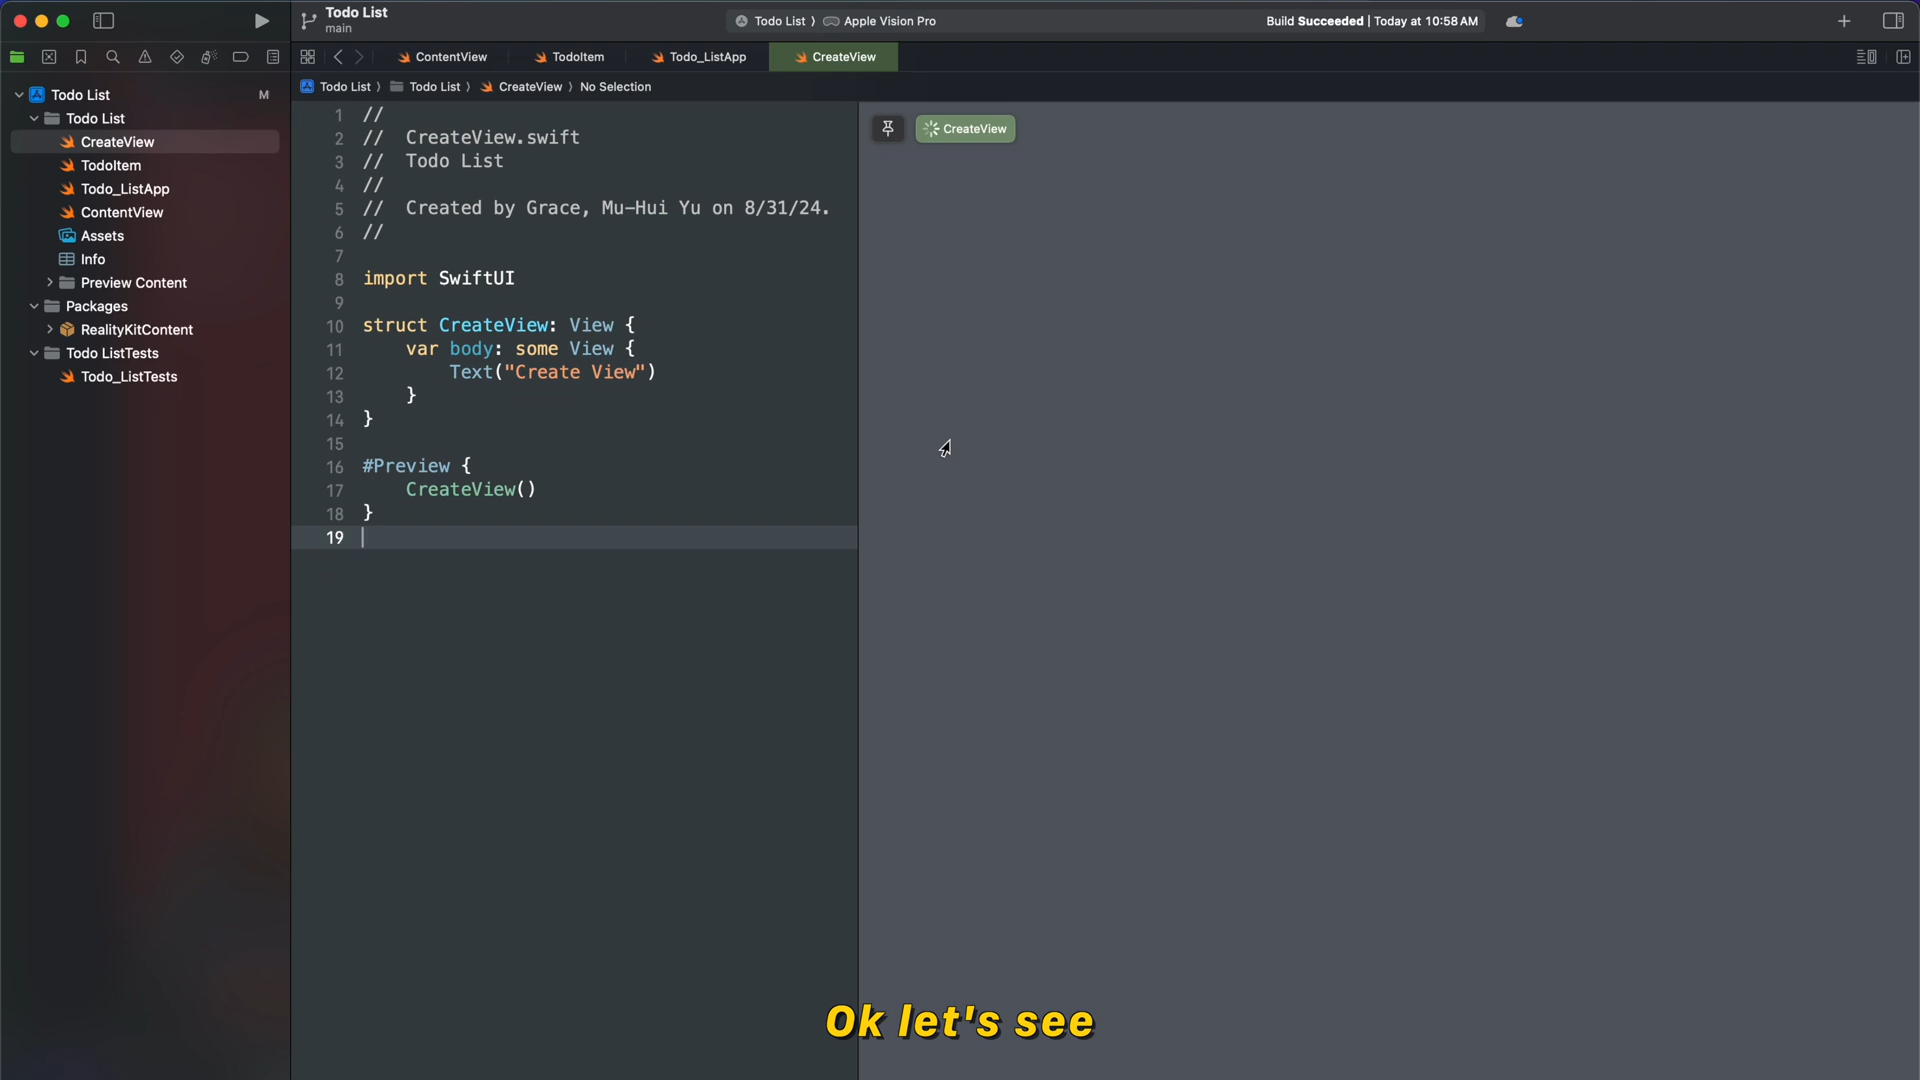 Todo List
main
Todo List 〉 Apple Vision Pro
Build Succeeded | Today at 10:58 AM
ContentView
TodoItem
Todo_ListApp
CreateView
Todo List 〉 Todo List 〉 CreateView 〉 No Selection
Todo List M
Todo List
CreateView
TodoItem
Todo_ListApp
ContentView
Assets
Info
Preview Content
Packages
RealityKitContent
Todo ListTests
Todo_ListTests
1 //
2 // CreateView.swift
3 // Todo List
4 //
5 // Created by Grace, Mu-Hui Yu on 8/31/24.
6 //
7
8 import SwiftUI
9
10 struct CreateView: View {
11 var body: some View {
12 Text("Create View")
13 }
14 }
15
16 #Preview {
17 CreateView()
18 }
19
CreateView
Ok let's see